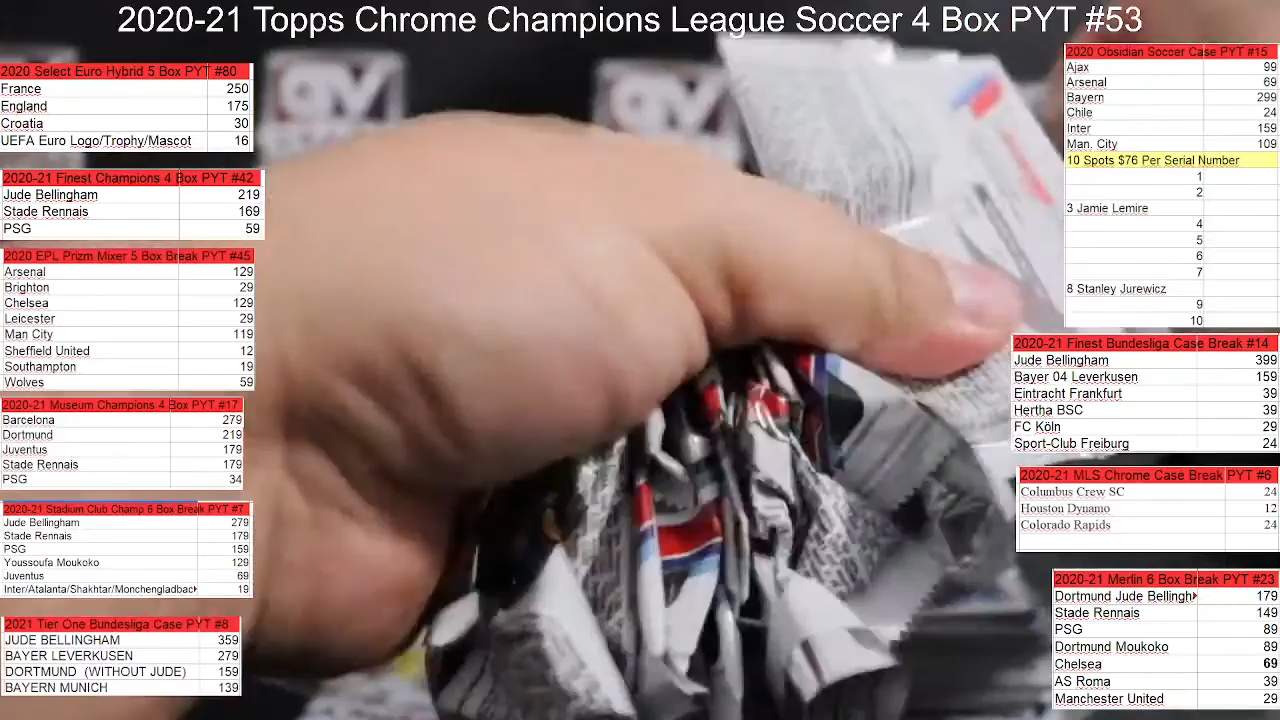 2020-21 Topps Chrome Champions League Soccer 4 Box PYT #53
2020 Select Euro Hybrid 5 Box PYT #80
France 250
England 175
Croatia 30
UEFA Euro Logo/Trophy/Mascot 16
2020-21 Finest Champions 4 Box PYT #42
Jude Bellingham 219
Stade Rennais 169
PSG 59
2020 EPL Prizm Mixer 5 Box Break PYT #45
Arsenal 129
Brighton 29
Chelsea 129
Leicester 29
Man City 119
Sheffield United 12
Southampton 19
Wolves 59
2020-21 Museum Champions 4 Box PYT #17
Barcelona 279
Dortmund 219
Juventus 179
Stade Rennais 179
PSG 34
2020-21 Stadium Club Champ 6 Box Break PYT #7
Jude Bellingham 279
Stade Rennais 179
PSG 159
Youssoufa Moukoko 129
Juventus 69
Inter/Atalanta/Shakhtar/Monchengladbac 19
2021 Tier One Bundesliga Case PYT #8
JUDE BELLINGHAM 359
BAYER LEVERKUSEN 279
DORTMUND (WITHOUT JUDE) 159
BAYERN MUNICH 139
2020 Obsidian Soccer Case PYT #15
Ajax 99
Arsenal 69
Bayern 299
Chile 24
Inter 159
Man. City 109
10 Spots $76 Per Serial Number
1
2
3 Jamie Lemire
4
5
6
7
8 Stanley Jurewicz
9
10
2020-21 Finest Bundesliga Case Break #14
Jude Bellingham 399
Bayer 04 Leverkusen 159
Eintracht Frankfurt 39
Hertha BSC 39
FC Köln 29
Sport-Club Freiburg 24
2020-21 MLS Chrome Case Break PYT #6
Columbus Crew SC 24
Houston Dynamo 12
Colorado Rapids 24
2020-21 Merlin 6 Box Break PYT #23
Dortmund Jude Bellingh 179
Stade Rennais 149
PSG 89
Dortmund Moukoko 89
Chelsea 69
AS Roma 39
Manchester United 29